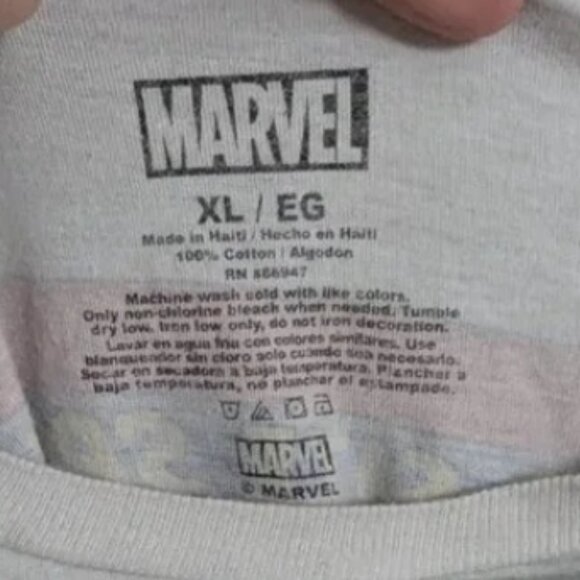 MARVEL
XL / EG
Made in Haiti / Hecho en Haiti
100% Cotton / Algodon
RN
Machine wash cold with like colors.
Only non-chlorine bleach when needed. Tumble
dry low. Iron low only, do not iron decoration.
Lavar en agua fria con colores similares. Use
blanqueador sin cloro solo cuando sea necesario.
Secar en secadora a baja temperatura. Planchar a
baja temperatura, no planchar el estampado.
MARVEL
© MARVEL